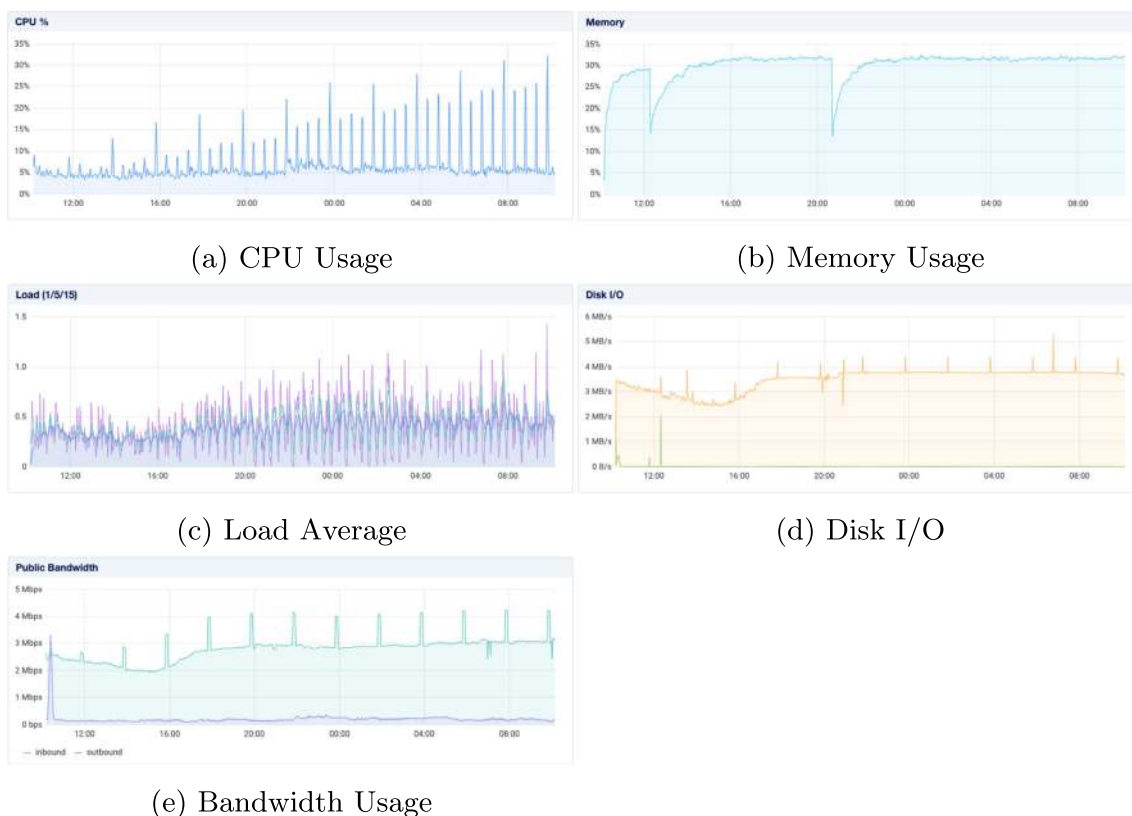 CPU %
35%
30%
25%
20%
15%
10%
5%
0%
12:00 16:00 20:00 00:00 04:00 08:00
(a) CPU Usage
Memory
35%
30%
25%
20%
15%
10%
5%
0%
12:00 16:00 20:00 00:00 04:00 08:00
(b) Memory Usage
Load (1/5/15)
1.5
1.0
0.5
0
12:00 16:00 20:00 00:00 04:00 08:00
(c) Load Average
Disk I/O
6 MB/s
5 MB/s
4 MB/s
3 MB/s
2 MB/s
1 MB/s
0 B/s
12:00 16:00 20:00 00:00 04:00 08:00
(d) Disk I/O
Public Bandwidth
5 Mbps
4 Mbps
3 Mbps
2 Mbps
1 Mbps
0 bps
12:00 16:00 20:00 00:00 04:00 08:00
inbound outbound
(e) Bandwidth Usage